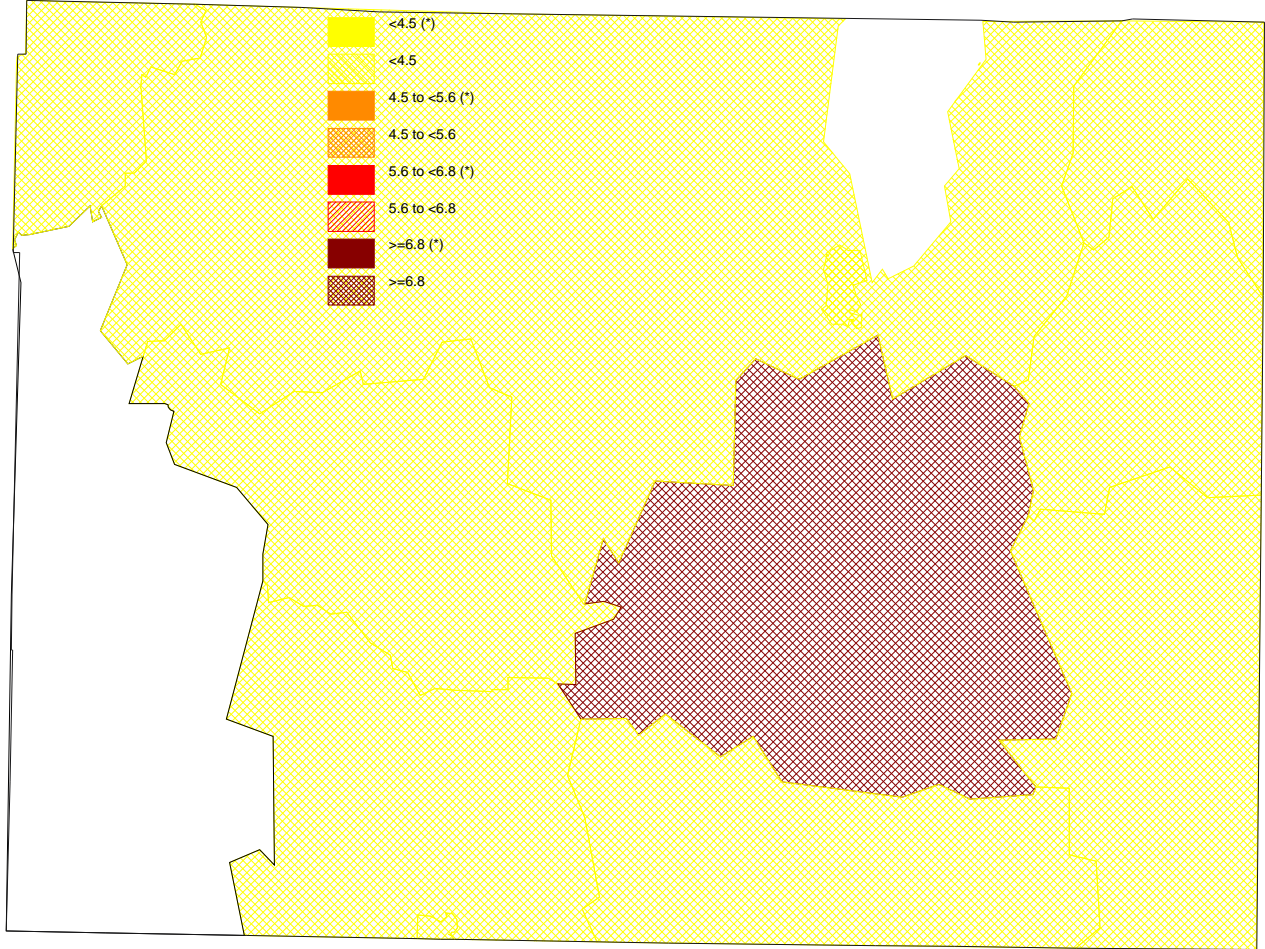 <4.5 (*)
<4.5
4.5 to <5.6 (*)
4.5 to <5.6
5.6 to <6.8 (*)
5.6 to <6.8
>=6.8 (*)
>=6.8